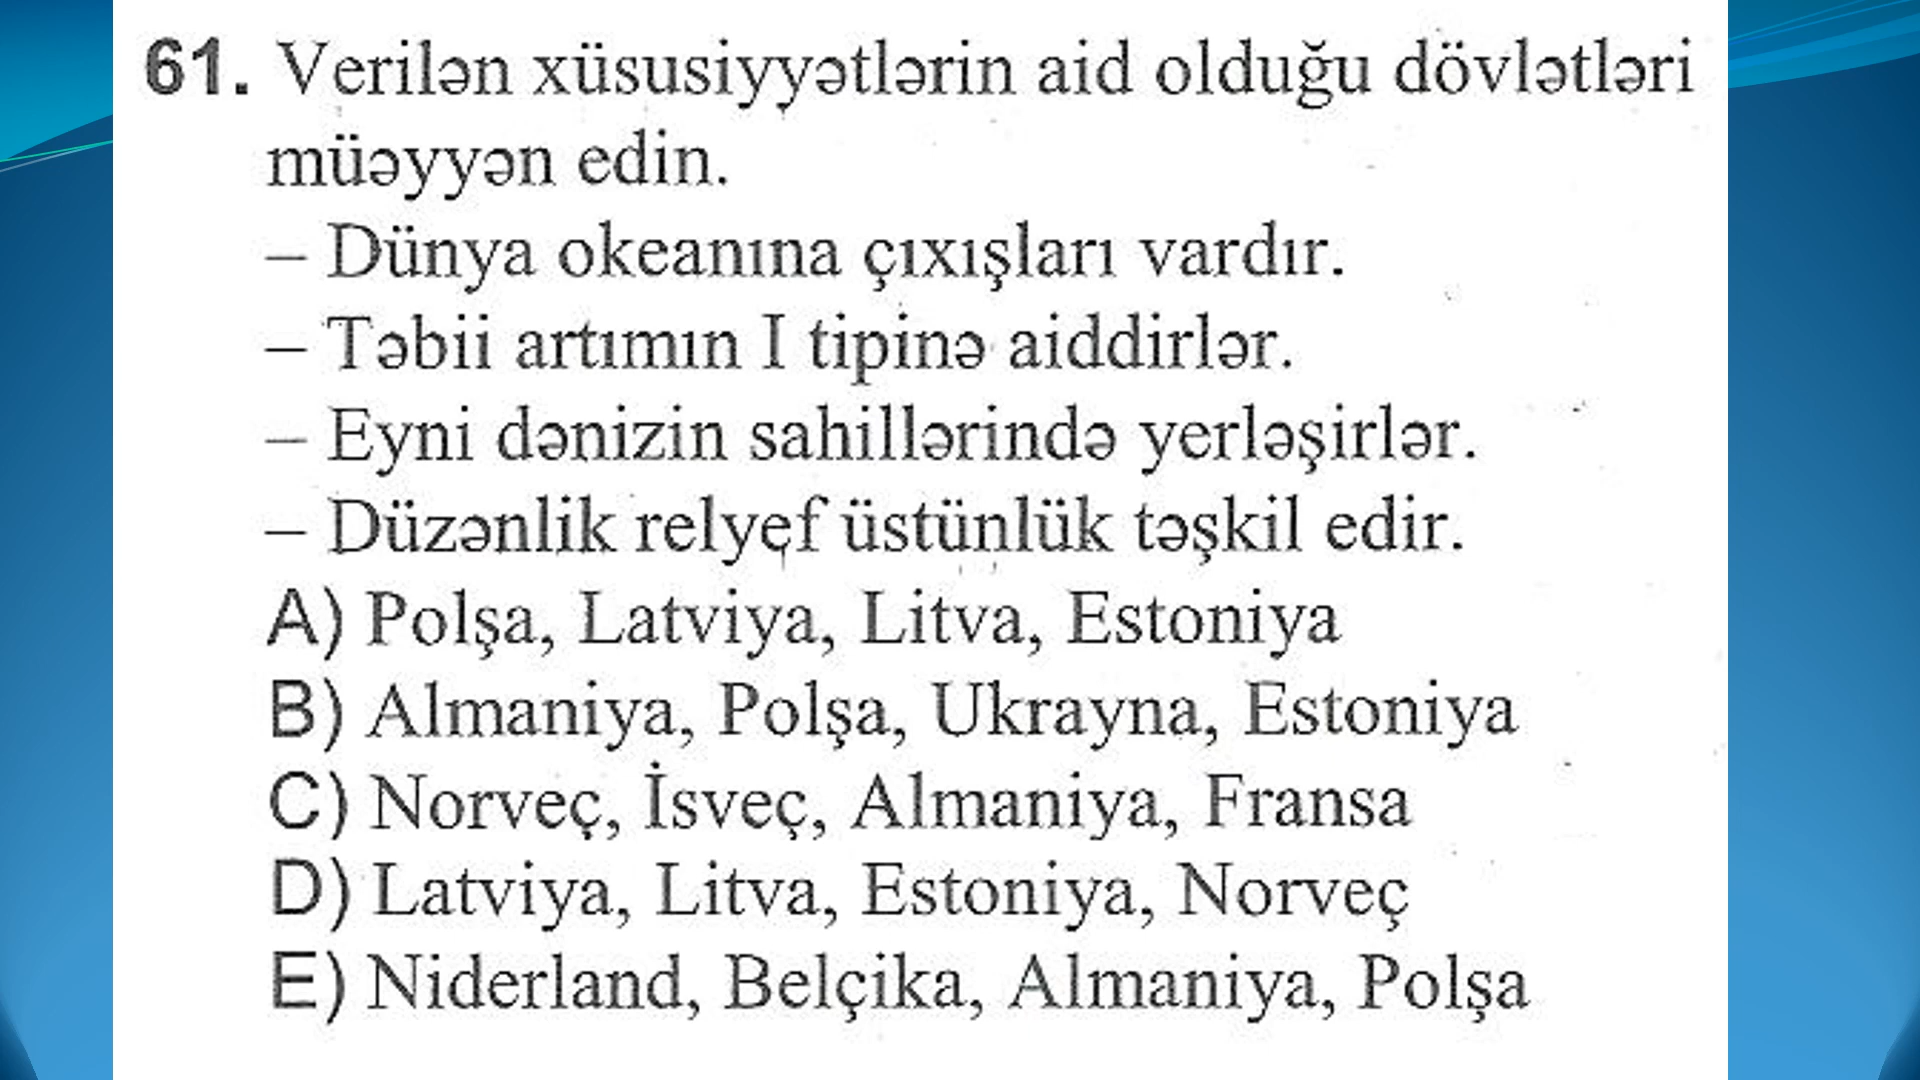 61. Verilən xüsusiyyətlərin aid olduğu dövlətləri
müəyyən edin.
– Dünya okeanına çıxışları vardır.
– Təbii artımın I tipinə aiddirlər.
– Eyni dənizin sahillərində yerləşirlər.
– Düzənlik relyef üstünlük təşkil edir.
A) Polşa, Latviya, Litva, Estoniya
B) Almaniya, Polşa, Ukrayna, Estoniya
C) Norveç, İsveç, Almaniya, Fransa
D) Latviya, Litva, Estoniya, Norveç
E) Niderland, Belçika, Almaniya, Polşa